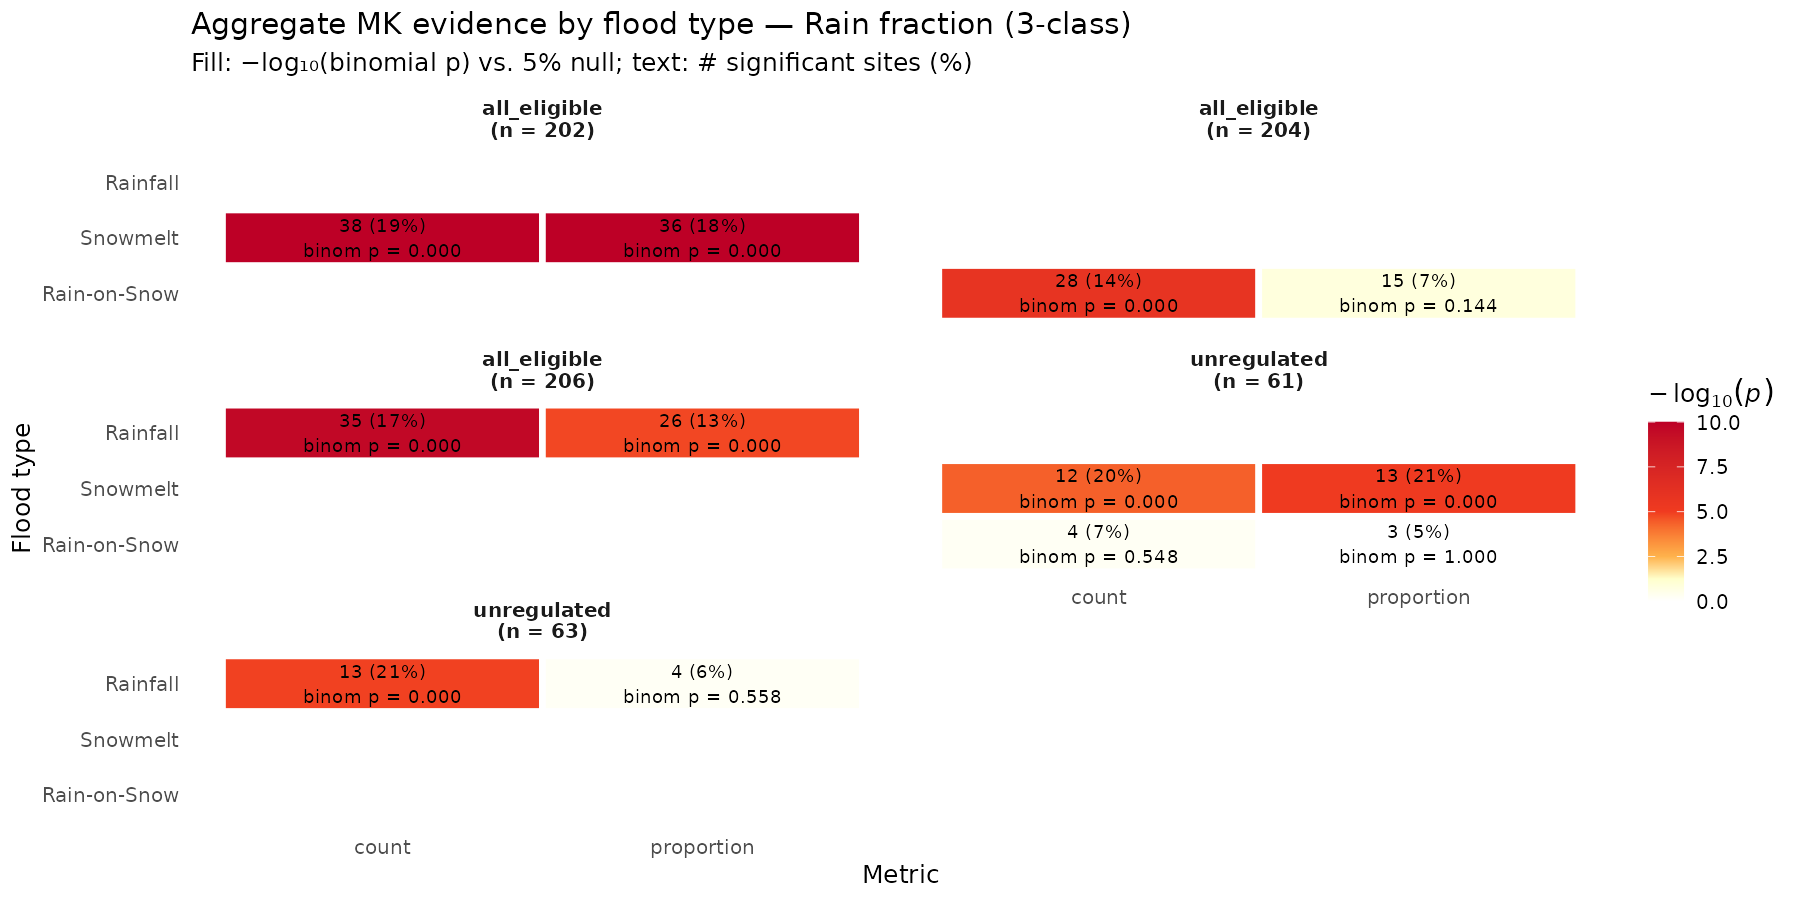 Aggregate MK evidence by flood type — Rain fraction (3-class)
Fill: −log₁₀(binomial p) vs. 5% null; text: # significant sites (%)
all_eligible
(n = 202)
Rainfall
Snowmelt
Rain-on-Snow
38 (19%)
binom p = 0.000
36 (18%)
binom p = 0.000
all_eligible
(n = 204)
28 (14%)
binom p = 0.000
15 (7%)
binom p = 0.144
all_eligible
(n = 206)
Flood type
Rainfall
Snowmelt
Rain-on-Snow
35 (17%)
binom p = 0.000
26 (13%)
binom p = 0.000
unregulated
(n = 61)
12 (20%)
binom p = 0.000
13 (21%)
binom p = 0.000
4 (7%)
binom p = 0.548
3 (5%)
binom p = 1.000
count
proportion
unregulated
(n = 63)
Rainfall
Snowmelt
Rain-on-Snow
13 (21%)
binom p = 0.000
4 (6%)
binom p = 0.558
count
proportion
Metric
− log₁₀(p)
10.0
7.5
5.0
2.5
0.0